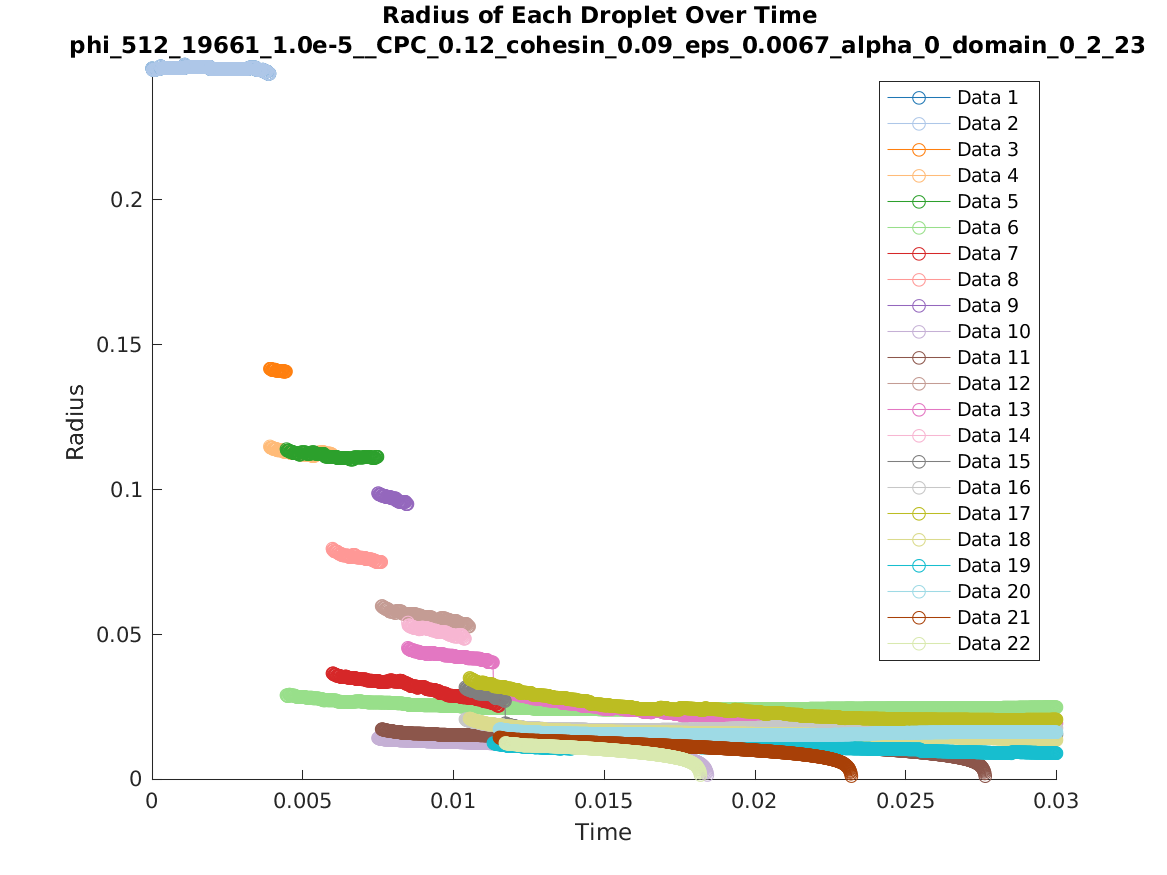 Radius of Each Droplet Over Time
phi_512_19661_1.0e-5__CPC_0.12_cohesin_0.09_eps_0.0067_alpha_0_domain_0_2_23
Data 1
Data 2
Data 3
Data 4
Data 5
Data 6
Data 7
Data 8
Data 9
Data 10
Data 11
Data 12
Data 13
Data 14
Data 15
Data 16
Data 17
Data 18
Data 19
Data 20
Data 21
Data 22
0.2
0.15
0.1
0.05
0
Radius
0
0.005
0.01
0.015
0.02
0.025
0.03
Time